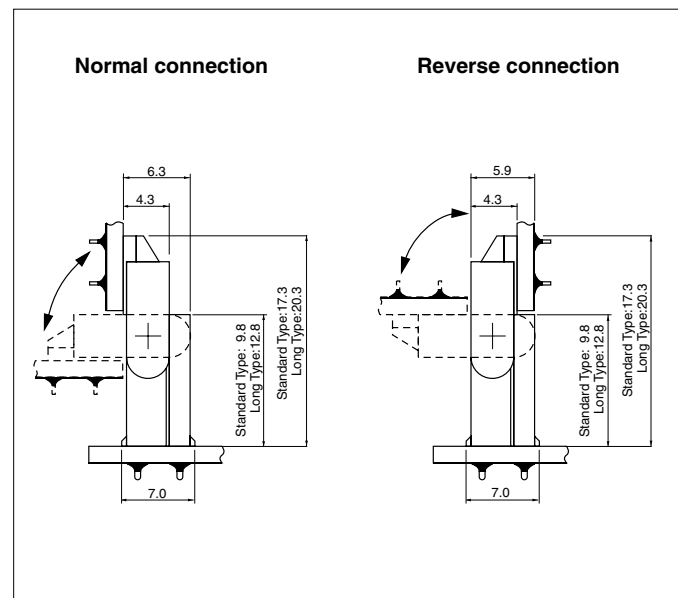 Normal connection
6.3
4.3
Standard Type: 9.8
Long Type:12.8
Standard Type:17.3
Long Type:20.3
7.0
Reverse connection
5.9
4.3
Standard Type: 9.8
Long Type:12.8
Standard Type:17.3
Long Type:20.3
7.0